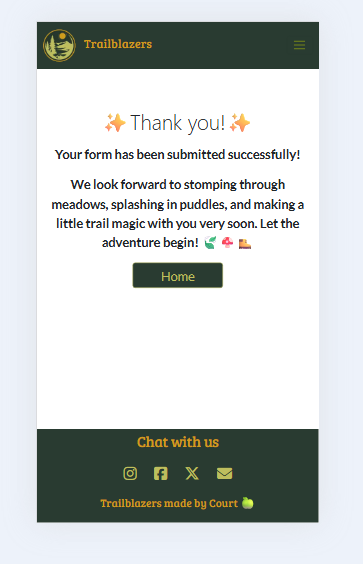 Trailblazers
✨ Thank you! ✨
Your form has been submitted successfully!
We look forward to stomping through
meadows, splashing in puddles, and making a
little trail magic with you very soon. Let the
adventure begin! 🌿 🍄 🥾
Home
Chat with us
Trailblazers made by Court 🍏